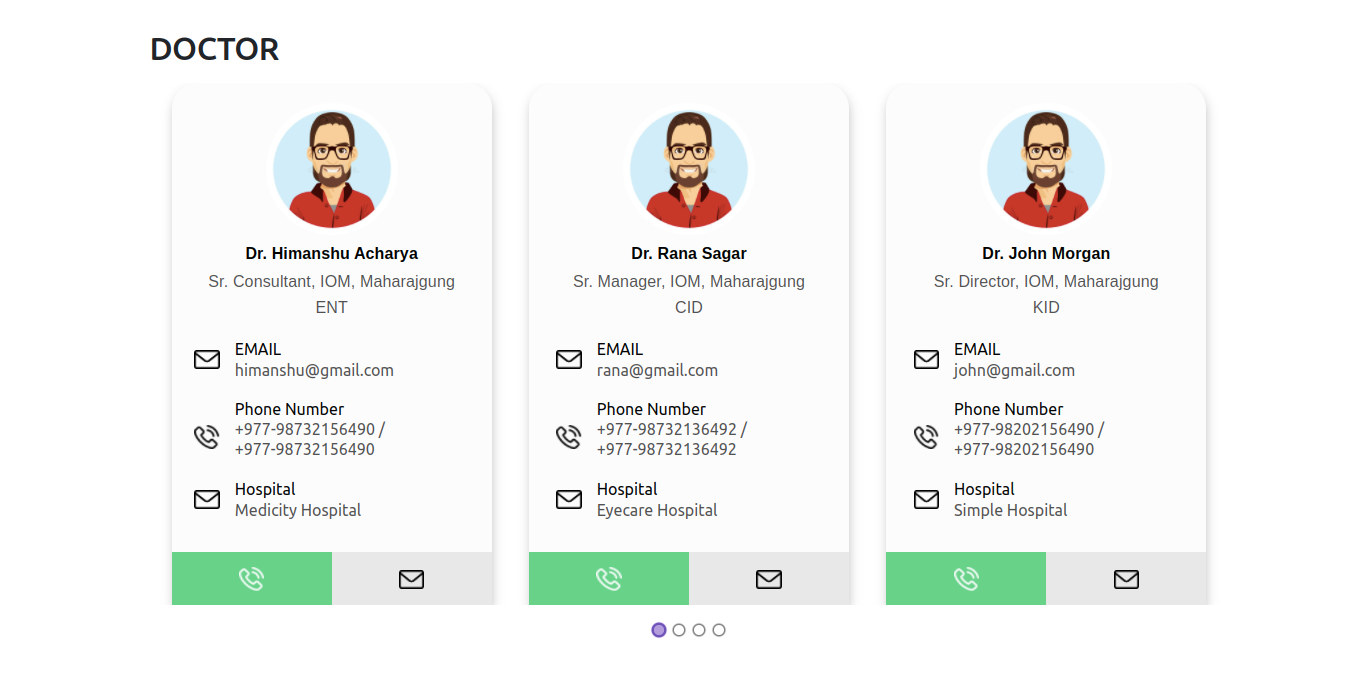 DOCTOR
Dr. Himanshu Acharya
Sr. Consultant, IOM, Maharajgung
ENT
EMAIL
himanshu@gmail.com
Phone Number
+977-98732156490 /
+977-98732156490
Hospital
Medicity Hospital
Dr. Rana Sagar
Sr. Manager, IOM, Maharajgung
CID
EMAIL
rana@gmail.com
Phone Number
+977-98732136492 /
+977-98732136492
Hospital
Eyecare Hospital
Dr. John Morgan
Sr. Director, IOM, Maharajgung
KID
EMAIL
john@gmail.com
Phone Number
+977-98202156490 /
+977-98202156490
Hospital
Simple Hospital